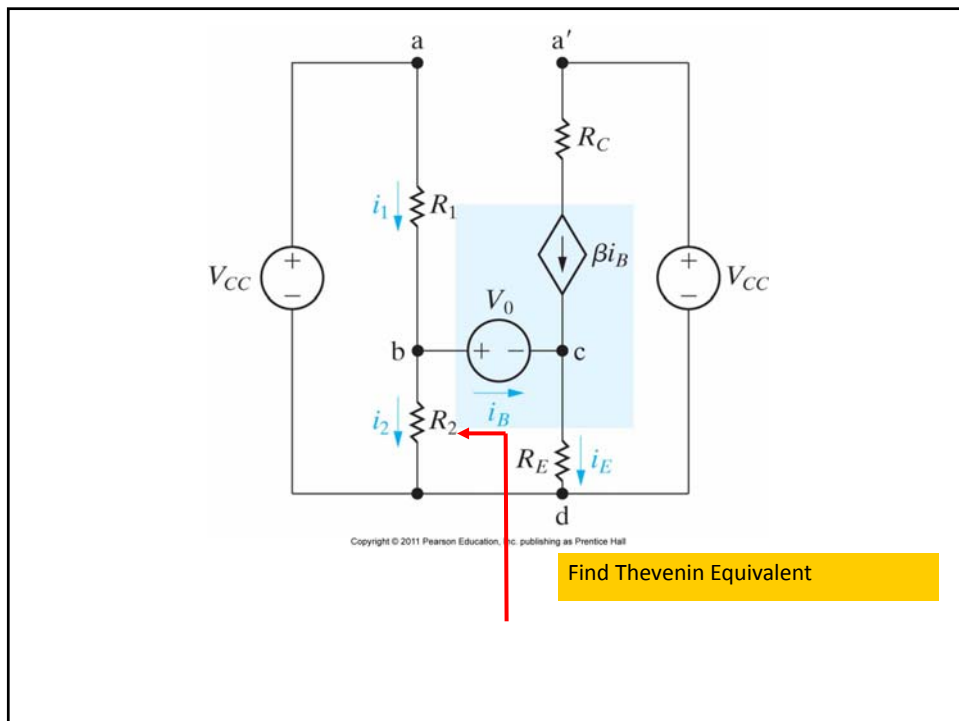 a a′
R_C
i_1 R_1
βi_B
V_CC + − V_0 + − V_CC
b + − c
i_B
i_2 R_2
R_E i_E
d
Copyright © 2011 Pearson Education, Inc. publishing as Prentice Hall
Find Thevenin Equivalent